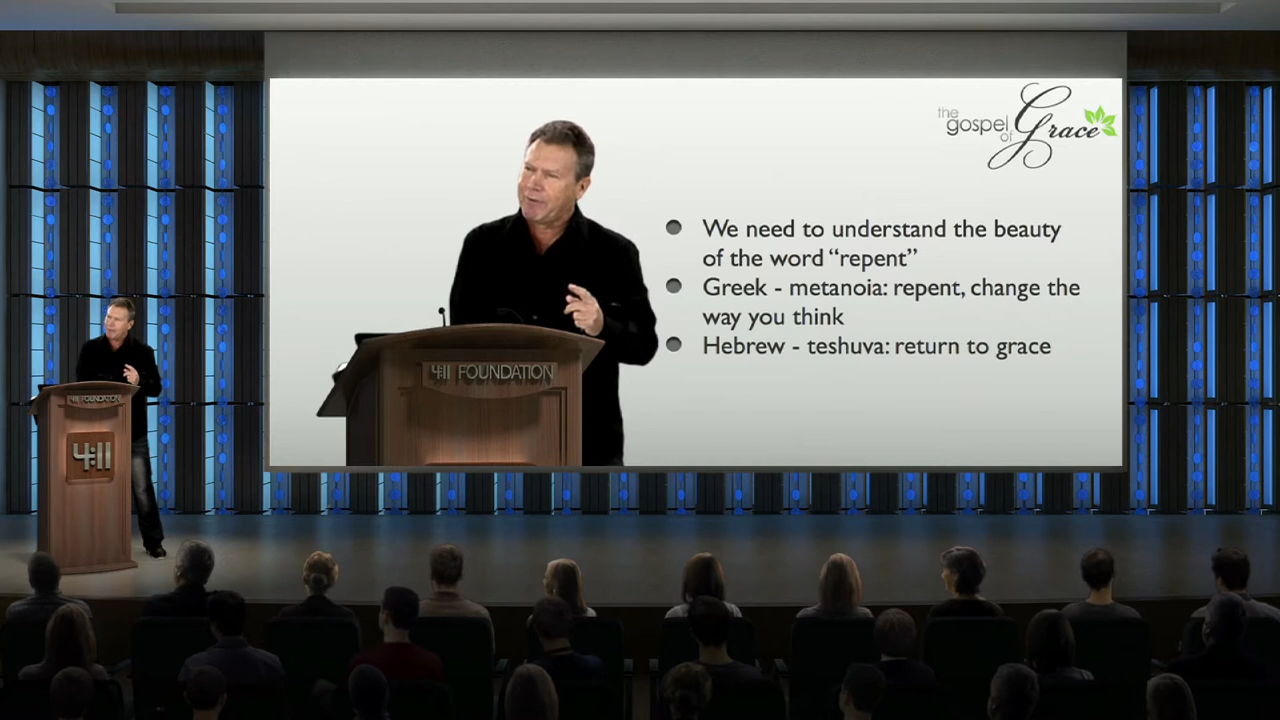 the
gospel
of
Grace
We need to understand the beauty
of the word “repent”
Greek - metanoia: repent, change the
way you think
Hebrew - teshuva: return to grace
4:11 FOUNDATION
4:11 FOUNDATION
4:11